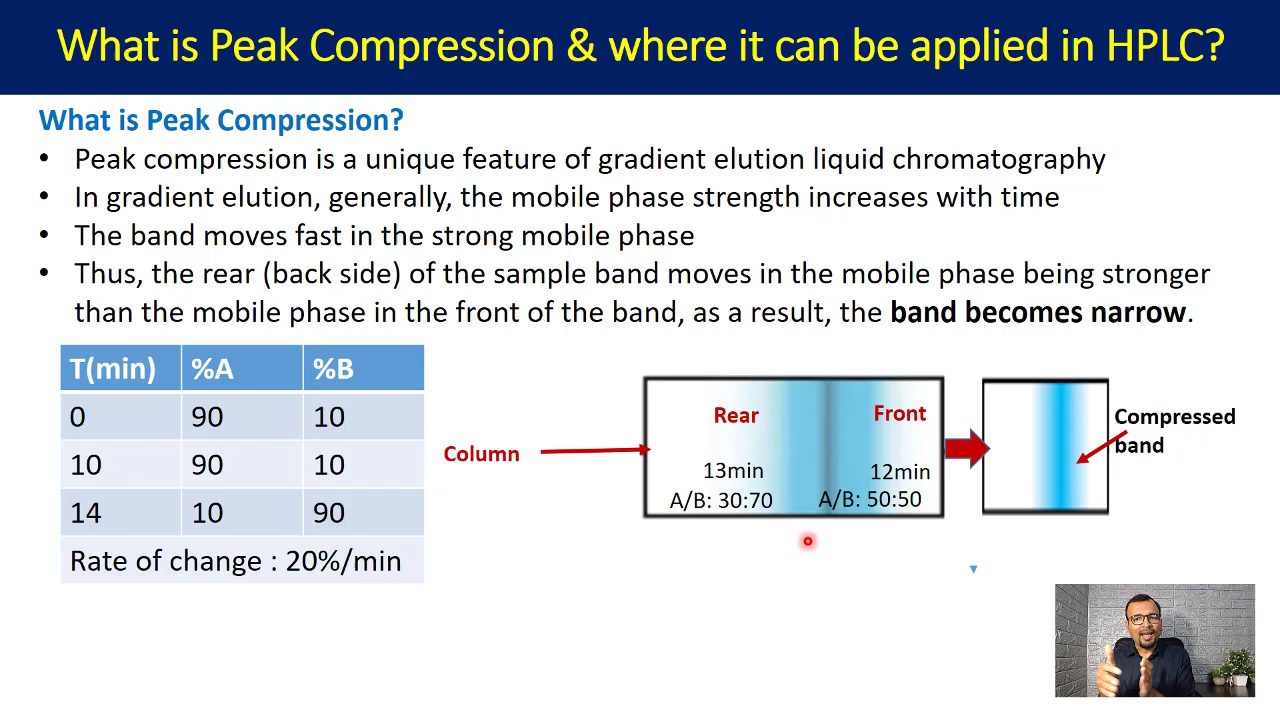 What is Peak Compression & where it can be applied in HPLC?
What is Peak Compression?
• Peak compression is a unique feature of gradient elution liquid chromatography
• In gradient elution, generally, the mobile phase strength increases with time
• The band moves fast in the strong mobile phase
• Thus, the rear (back side) of the sample band moves in the mobile phase being stronger
than the mobile phase in the front of the band, as a result, the band becomes narrow.
T(min) %A %B
0 90 10
10 90 10
14 10 90
Rate of change : 20%/min
Column
Rear Front
13min 12min
A/B: 30:70 A/B: 50:50
Compressed
band